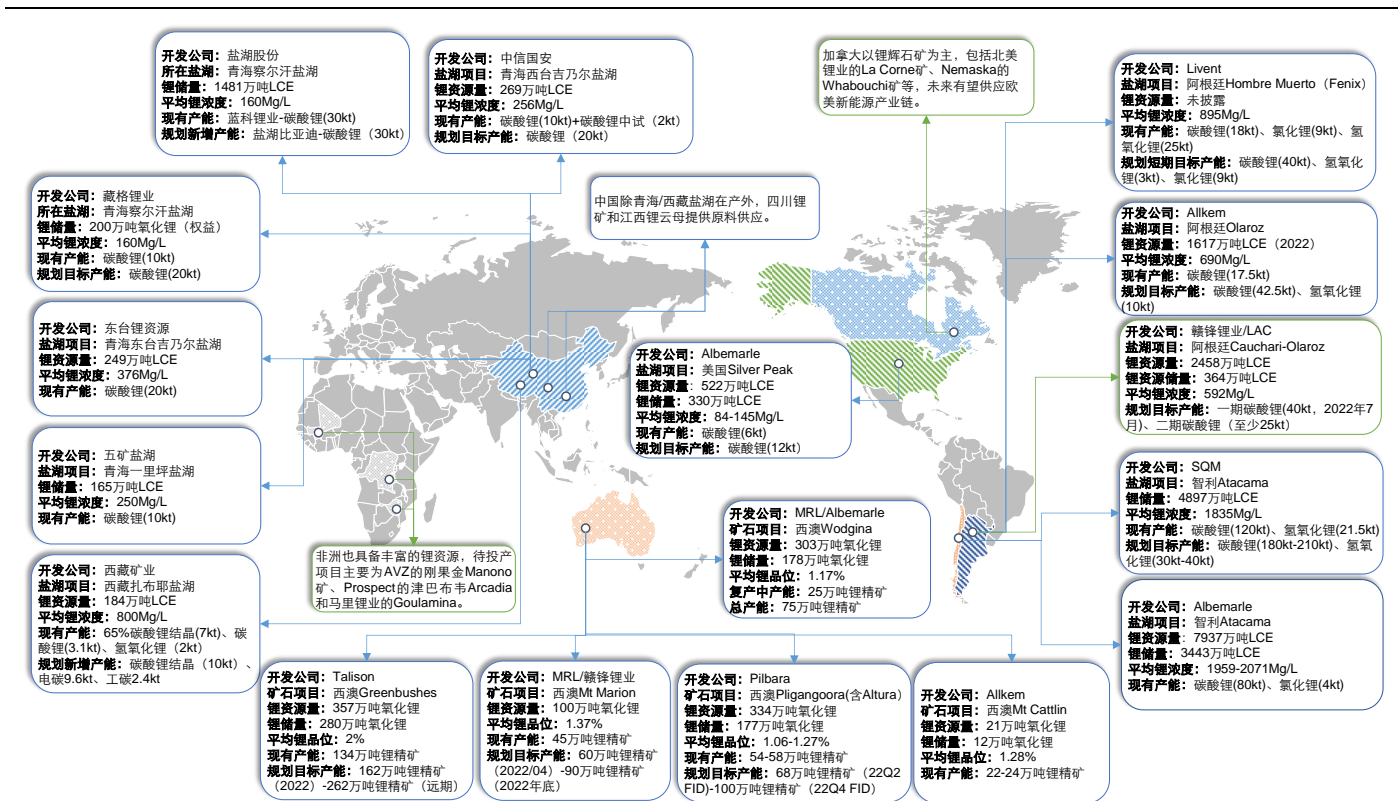 开发公司：盐湖股份
所在盐湖：青海察尔汗盐湖
锂储量：1481万吨LCE
平均锂浓度：160Mg/L
现有产能：蓝科锂业-碳酸锂(30kt)
规划新增产能：盐湖比亚迪-碳酸锂（30kt）
开发公司：中信国安
盐湖项目：青海西台吉乃尔盐湖
锂资源量：269万吨LCE
平均锂浓度：256Mg/L
现有产能：碳酸锂(10kt)+碳酸锂中试（2kt）
规划目标产能：碳酸锂（20kt）
加拿大以锂辉石矿为主，包括北美
锂业的La Corne矿、Nemaska的
Whabouchi矿等，未来有望供应欧
美新能源产业链。
开发公司：Livent
盐湖项目：阿根廷Hombre Muerto（Fenix）
锂资源量：未披露
平均锂浓度：895Mg/L
现有产能：碳酸锂(18kt)、氯化锂(9kt)、氢
氧化锂(25kt)
规划短期目标产能：碳酸锂(40kt)、氢氧化
锂(3kt)、氯化锂(9kt)
开发公司：藏格锂业
所在盐湖：青海察尔汗盐湖
锂储量：200万吨氧化锂（权益）
平均锂浓度：160Mg/L
现有产能：碳酸锂(10kt)
规划目标产能：碳酸锂(20kt)
中国除青海/西藏盐湖在产外，四川锂
矿和江西锂云母提供原料供应。
开发公司：Allkem
盐湖项目：阿根廷Olaroz
锂资源量：1617万吨LCE（2022）
平均锂浓度：690Mg/L
现有产能：碳酸锂(17.5kt)
规划目标产能：碳酸锂(42.5kt)、氢氧化锂
(10kt)
开发公司：东台锂资源
盐湖项目：青海东台吉乃尔盐湖
锂资源量：249万吨LCE
平均锂浓度：376Mg/L
现有产能：碳酸锂(20kt)
开发公司：Albemarle
盐湖项目：美国Silver Peak
锂资源量：522万吨LCE
锂储量：330万吨LCE
平均锂浓度：84-145Mg/L
现有产能：碳酸锂(6kt)
规划目标产能：碳酸锂(12kt)
开发公司：赣锋锂业/LAC
盐湖项目：阿根廷Cauchari-Olaroz
锂资源量：2458万吨LCE
锂资源储量：364万吨LCE
平均锂浓度：592Mg/L
规划目标产能：一期碳酸锂(40kt，2022年7
月)、二期碳酸锂（至少25kt）
开发公司：五矿盐湖
盐湖项目：青海一里坪盐湖
锂储量：165万吨LCE
平均锂浓度：250Mg/L
现有产能：碳酸锂(10kt)
开发公司：SQM
盐湖项目：智利Atacama
锂储量：4897万吨LCE
平均锂浓度：1835Mg/L
现有产能：碳酸锂(120kt)、氢氧化锂(21.5kt)
规划目标产能：碳酸锂(180kt-210kt)、氢氧
化锂(30kt-40kt)
开发公司：MRL/Albemarle
矿石项目：西澳Wodgina
锂资源量：303万吨氧化锂
锂储量：178万吨氧化锂
平均锂品位：1.17%
复产中产能：25万吨锂精矿
总产能：75万吨锂精矿
非洲也具备丰富的锂资源，待投产
项目主要为AVZ的刚果金Manono
矿、Prospect的津巴布韦Arcadia
和马里锂业的Goulamina。
开发公司：西藏矿业
盐湖项目：西藏扎布耶盐湖
锂资源量：184万吨LCE
平均锂浓度：800Mg/L
现有产能：65%碳酸锂结晶(7kt)、碳
酸锂(3.1kt)、氢氧化锂（2kt）
规划新增产能：碳酸锂结晶（10kt）、
电碳9.6kt、工碳2.4kt
开发公司：Albemarle
盐湖项目：智利Atacama
锂资源量：7937万吨LCE
锂储量：3443万吨LCE
平均锂浓度：1959-2071Mg/L
现有产能：碳酸锂(80kt)、氯化锂(4kt)
开发公司：Talison
矿石项目：西澳Greenbushes
锂资源量：357万吨氧化锂
锂储量：280万吨氧化锂
平均锂品位：2%
现有产能：134万吨锂精矿
规划目标产能：162万吨锂精矿
（2022）-262万吨锂精矿（远期）
开发公司：MRL/赣锋锂业
矿石项目：西澳Mt Marion
锂资源量：100万吨氧化锂
平均锂品位：1.37%
现有产能：45万吨锂精矿
规划目标产能：60万吨锂精矿
（2022/04）-90万吨锂精矿
（2022年底）
开发公司：Pilbara
矿石项目：西澳Pligangoora(含Altura）
锂资源量：334万吨氧化锂
锂储量：177万吨氧化锂
平均锂品位：1.06-1.27%
现有产能：54-58万吨锂精矿
规划目标产能：68万吨锂精矿（22Q2
FID)-100万吨锂精矿（22Q4 FID）
开发公司：Allkem
矿石项目：西澳Mt Cattlin
锂资源量：21万吨氧化锂
锂储量：12万吨氧化锂
平均锂品位：1.28%
现有产能：22-24万吨锂精矿